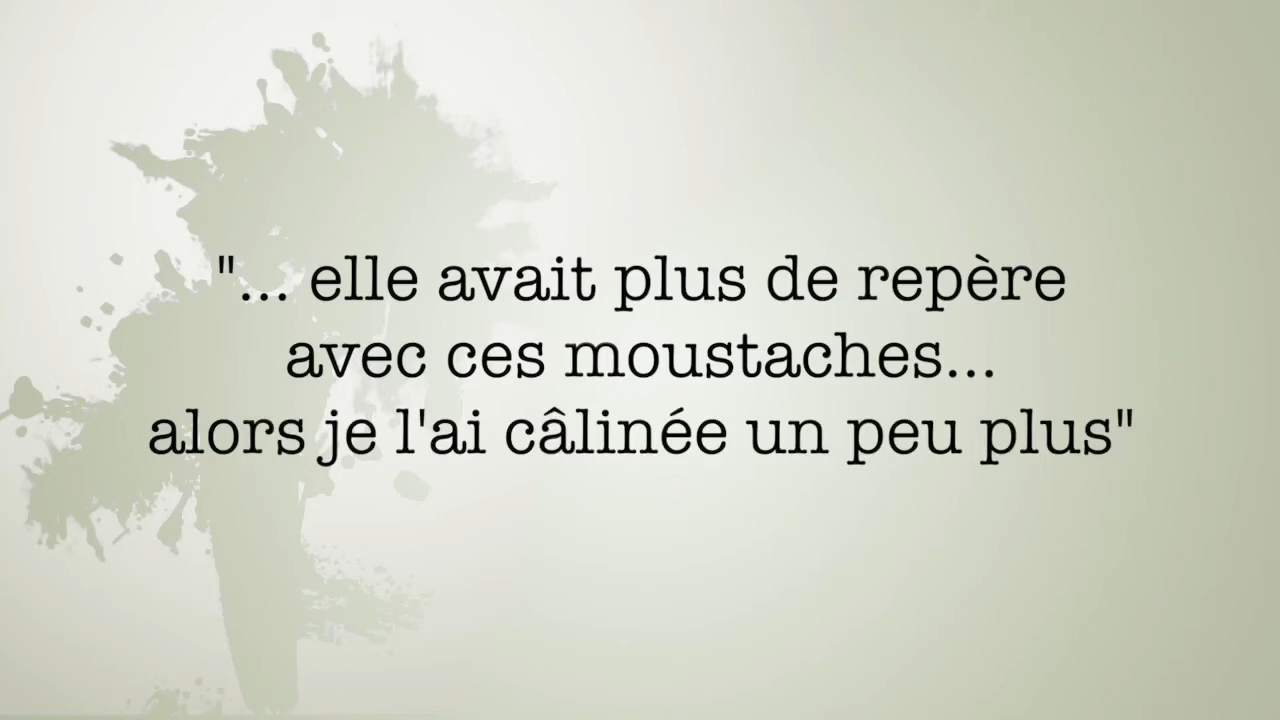 "... elle avait plus de repère
avec ces moustaches...
alors je l'ai câlinée un peu plus"